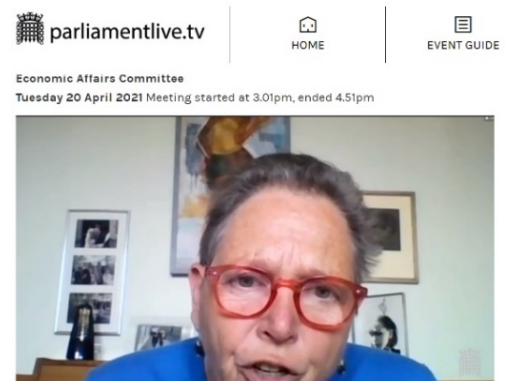 parliamentlive.tv
HOME
EVENT GUIDE
Economic Affairs Committee
Tuesday 20 April 2021 Meeting started at 3.01pm, ended 4.51pm